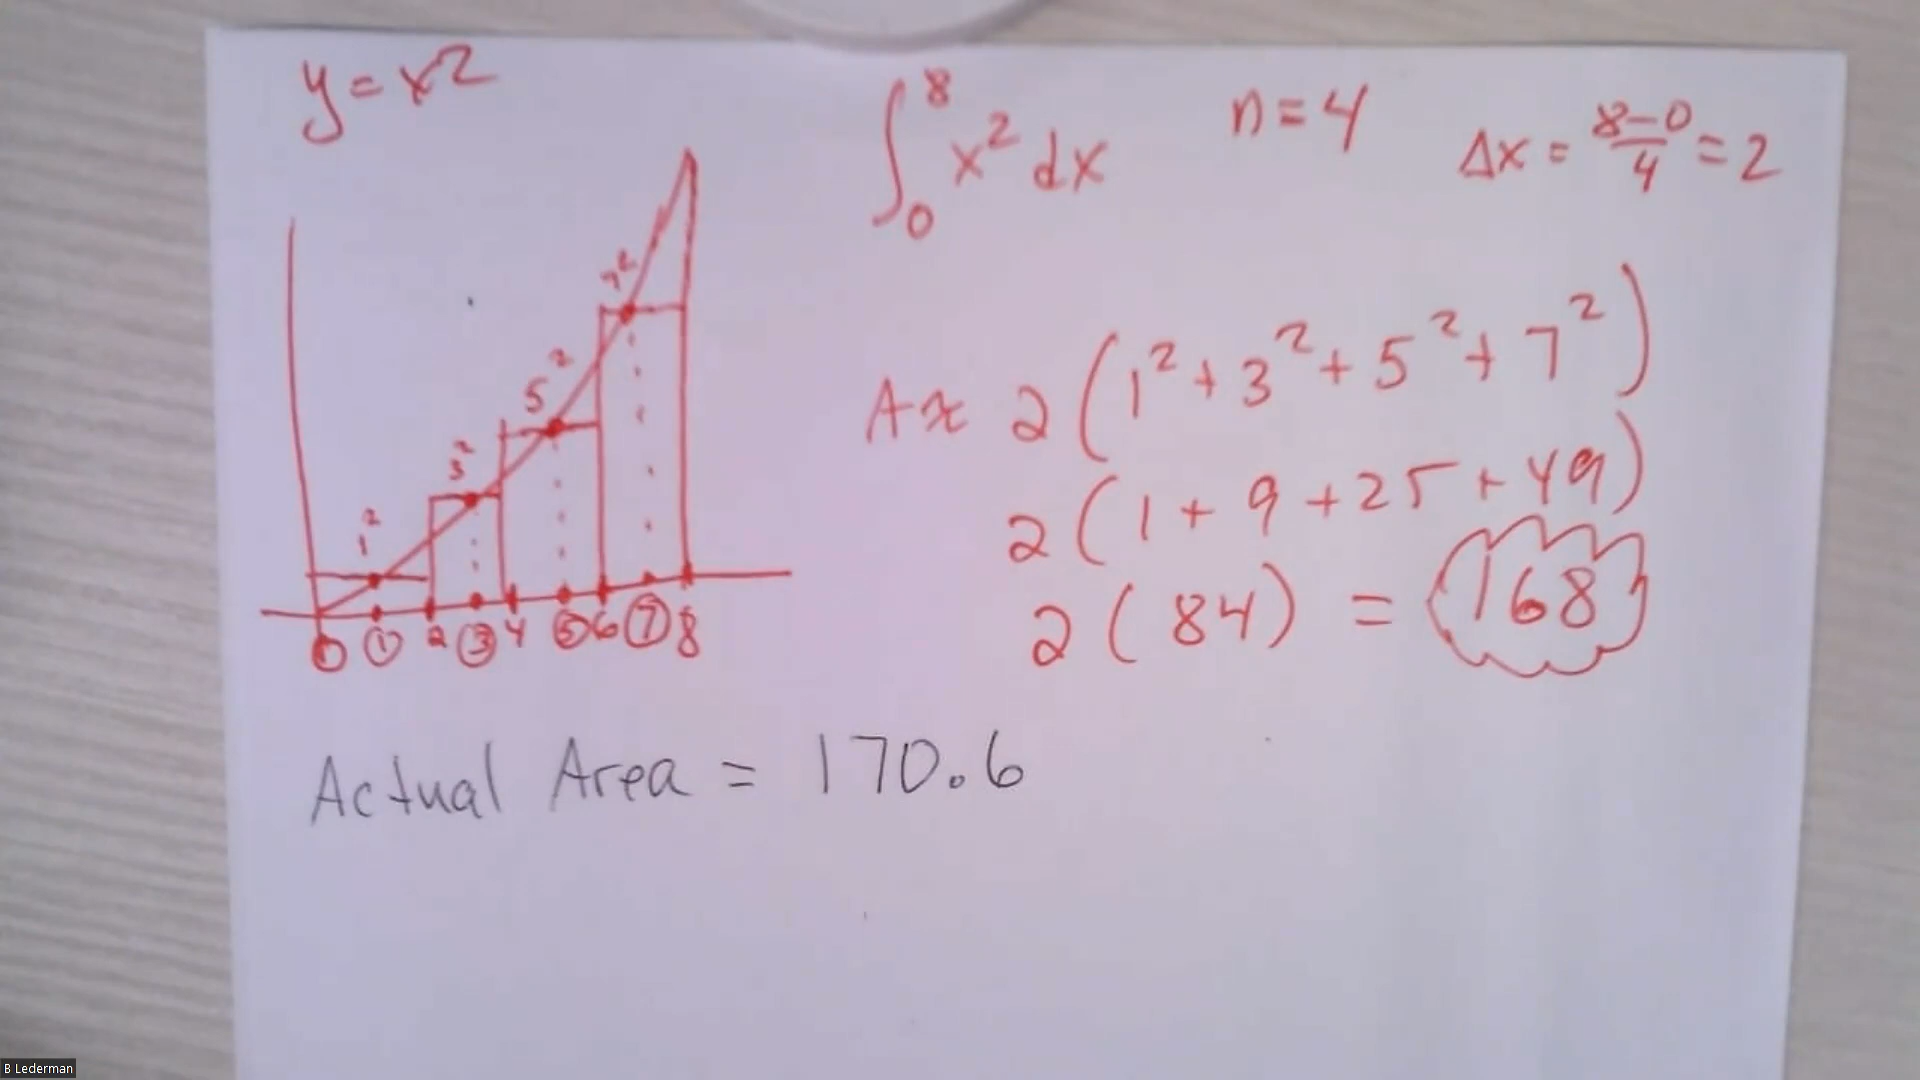 y = x²
∫₀⁸ x² dx
n = 4
Δx = (8-0)/4 = 2
1² 3² 5² 7²
0 1 2 3 4 5 6 7 8
A ≈ 2(1² + 3² + 5² + 7²)
2(1 + 9 + 25 + 49)
2(84) = 168
Actual Area = 170.6
B Lederman